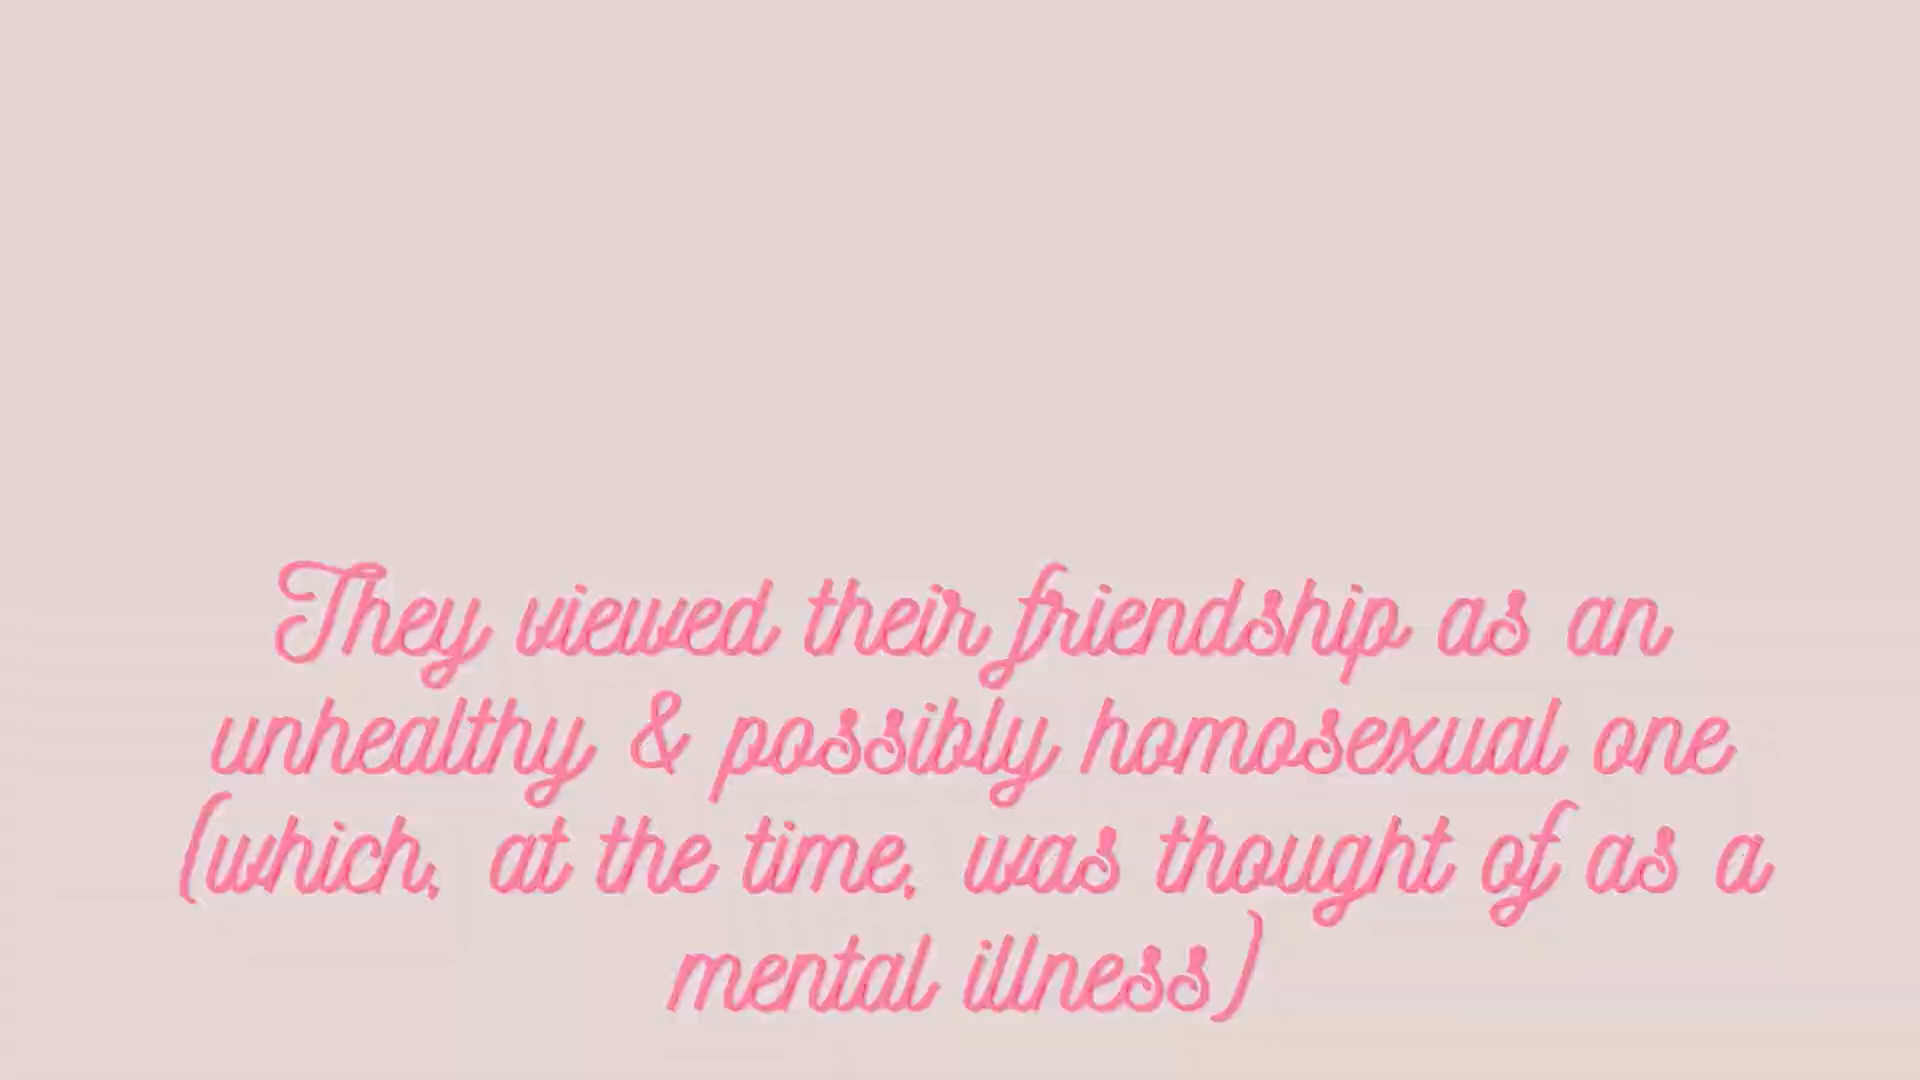 They viewed their friendship as an
unhealthy & possibly homosexual one
(which, at the time, was thought of as a
mental illness)